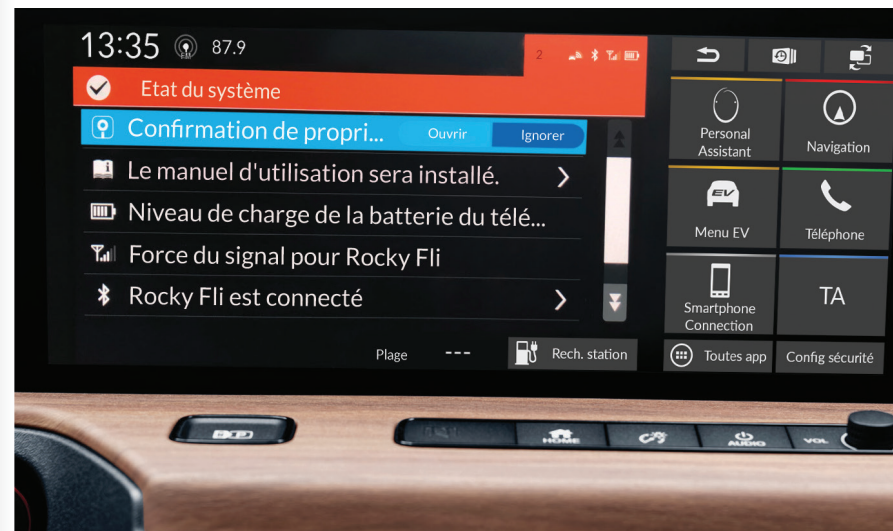 13:35 87.9
2
Etat du système
Confirmation de propri... Ouvrir Ignorer
Le manuel d'utilisation sera installé.
Niveau de charge de la batterie du télé...
Force du signal pour Rocky Fli
Rocky Fli est connecté
Plage --- Rech. station
Personal
Assistant
Navigation
EV
Menu EV
Téléphone
Smartphone
Connection
TA
Toutes app
Config sécurité
HOME
AUDIO
VOL